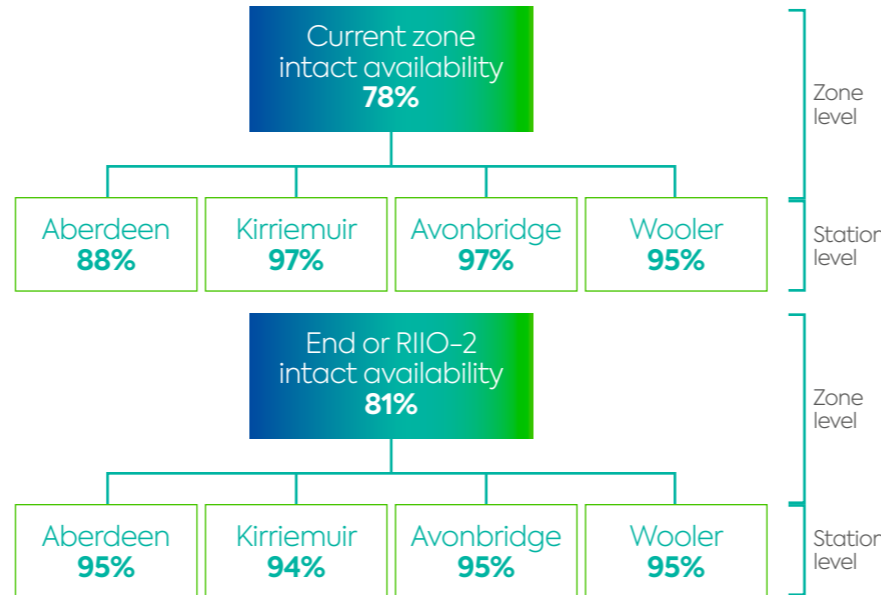 Current zone
intact availability
78%
Zone
level
Aberdeen
88%
Kirriemuir
97%
Avonbridge
97%
Wooler
95%
Station
level
End or RIIO-2
intact availability
81%
Zone
level
Aberdeen
95%
Kirriemuir
94%
Avonbridge
95%
Wooler
95%
Station
level